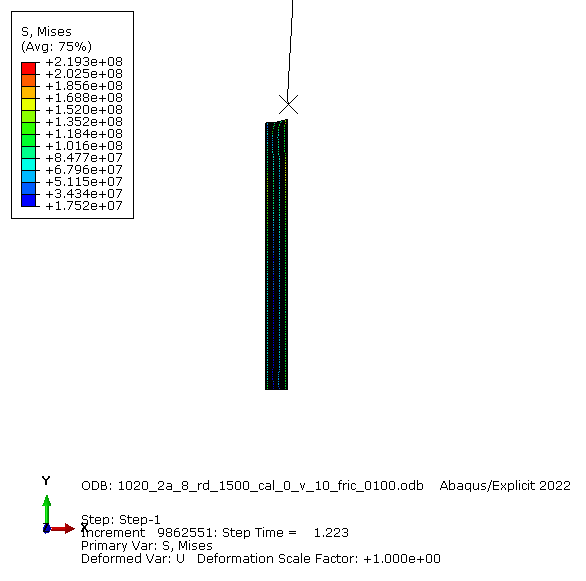 S, Mises
(Avg: 75%)
+2.193e+08
+2.025e+08
+1.856e+08
+1.688e+08
+1.520e+08
+1.352e+08
+1.184e+08
+1.016e+08
+8.477e+07
+6.796e+07
+5.115e+07
+3.434e+07
+1.752e+07
Y
X
ODB: 1020_2a_8_rd_1500_cal_0_v_10_fric_0100.odb    Abaqus/Explicit 2022
Step: Step-1
Increment   9862551: Step Time =    1.223
Primary Var: S, Mises
Deformed Var: U   Deformation Scale Factor: +1.000e+00